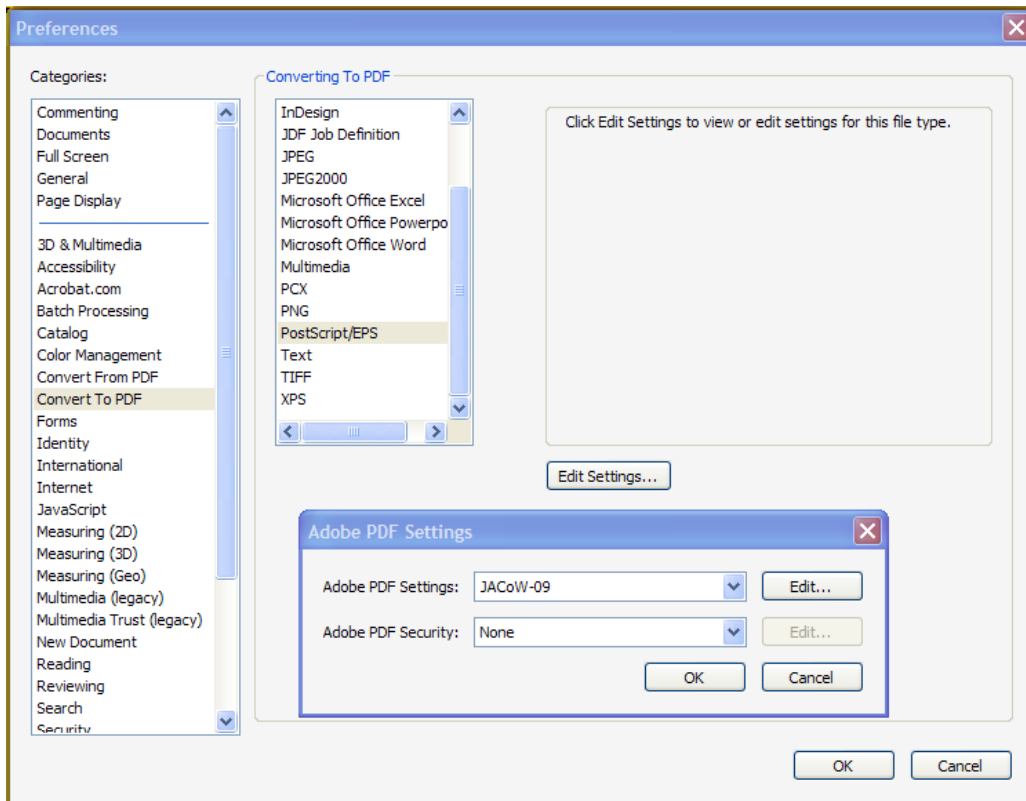 Preferences
Categories:
Commenting
Documents
Full Screen
General
Page Display
3D & Multimedia
Accessibility
Acrobat.com
Batch Processing
Catalog
Color Management
Convert From PDF
Convert To PDF
Forms
Identity
International
Internet
JavaScript
Measuring (2D)
Measuring (3D)
Measuring (Geo)
Multimedia (legacy)
Multimedia Trust (legacy)
New Document
Reading
Reviewing
Search
Security
Converting To PDF
InDesign
JDF Job Definition
JPEG
JPEG2000
Microsoft Office Excel
Microsoft Office Powerpo
Microsoft Office Word
Multimedia
PCX
PNG
PostScript/EPS
Text
TIFF
XPS
Click Edit Settings to view or edit settings for this file type.
Edit Settings...
Adobe PDF Settings
Adobe PDF Settings: JACoW-09 Edit...
Adobe PDF Security: None Edit...
OK Cancel
OK Cancel